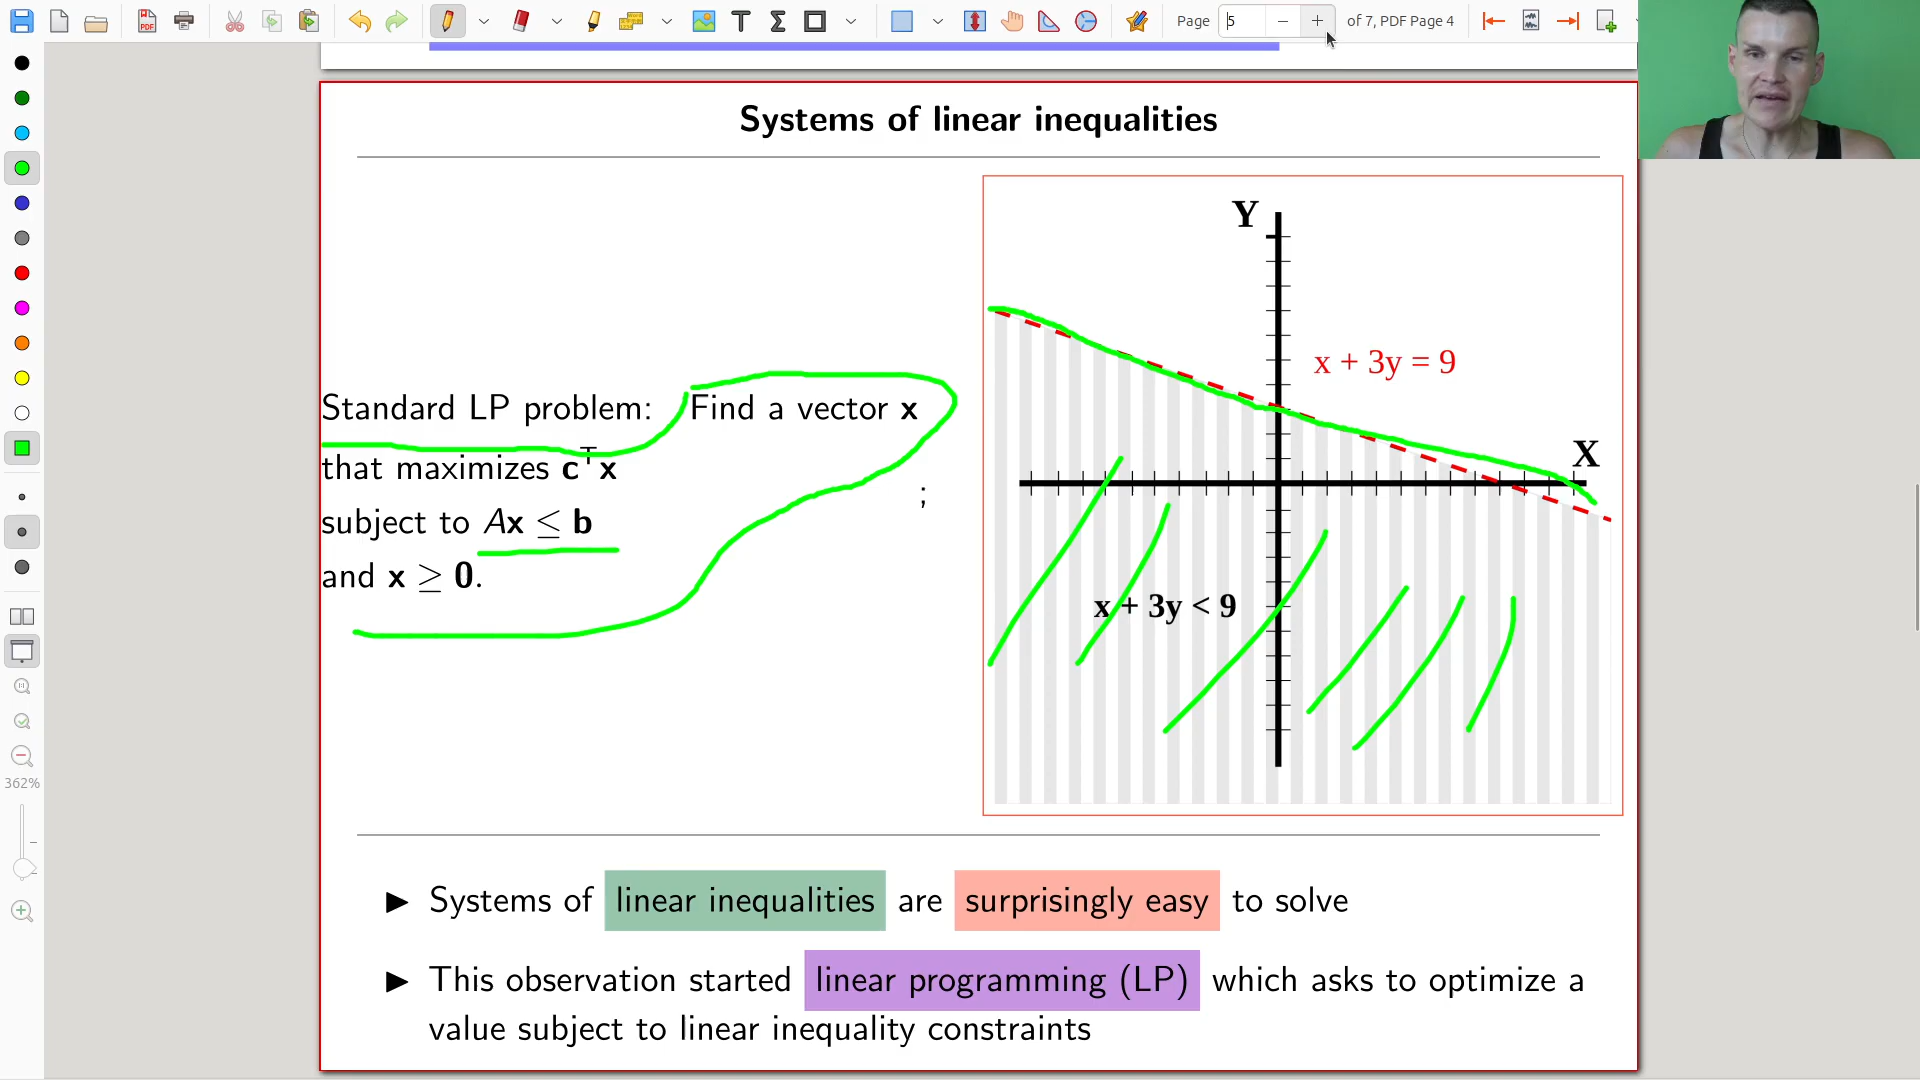 Page 5 of 7, PDF Page 4
Systems of linear inequalities
Standard LP problem: Find a vector x
that maximizes c⊤x
subject to Ax ≤ b
and x ≥ 0.
;
Y
x + 3y = 9
X
x + 3y < 9
▶ Systems of linear inequalities are surprisingly easy to solve
▶ This observation started linear programming (LP) which asks to optimize a
value subject to linear inequality constraints
362%